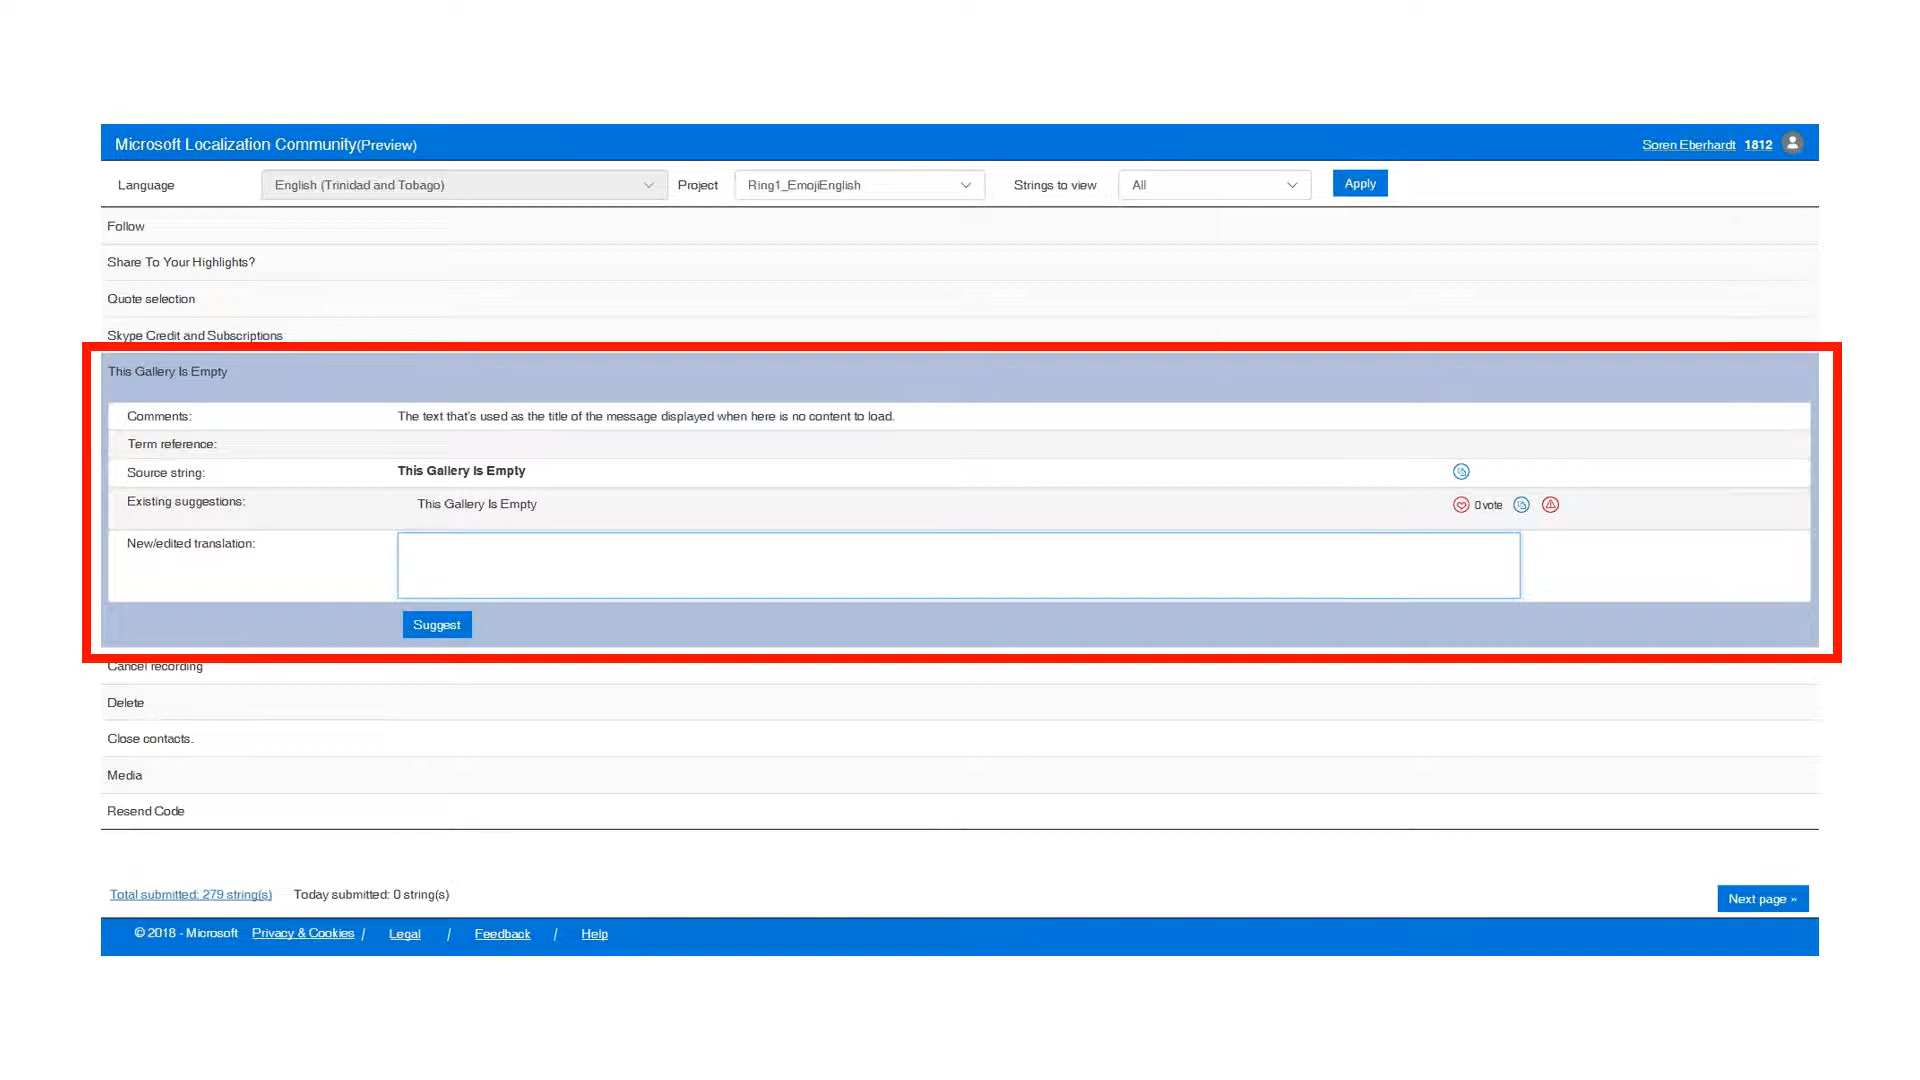 Microsoft Localization Community(Preview) Soren Eberhardt 1812
Language English (Trinidad and Tobago) Project Ring1_EmojiEnglish Strings to view All Apply
Follow
Share To Your Highlights?
Quote selection
Skype Credit and Subscriptions
This Gallery Is Empty
Comments: The text that's used as the title of the message displayed when here is no content to load.
Term reference:
Source string: This Gallery Is Empty
Existing suggestions: This Gallery Is Empty 0 vote
New/edited translation:
Suggest
Cancel recording
Delete
Close contacts.
Media
Resend Code
Total submitted: 279 string(s) Today submitted: 0 string(s)
Next page »
© 2018 - Microsoft Privacy & Cookies / Legal / Feedback / Help